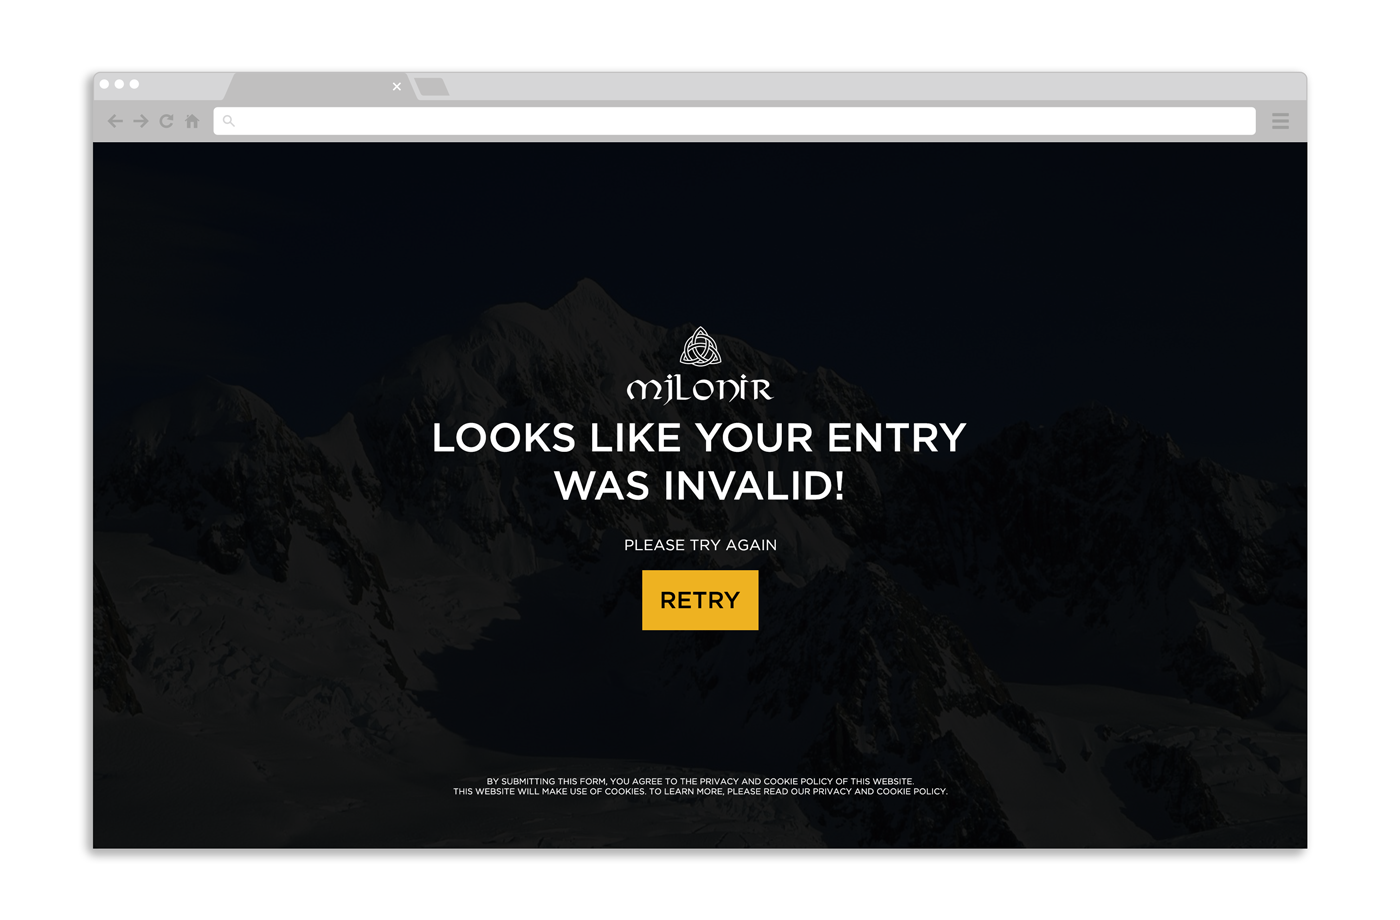 mjlonir
LOOKS LIKE YOUR ENTRY
WAS INVALID!
PLEASE TRY AGAIN
RETRY
BY SUBMITTING THIS FORM, YOU AGREE TO THE PRIVACY AND COOKIE POLICY OF THIS WEBSITE.
THIS WEBSITE WILL MAKE USE OF COOKIES. TO LEARN MORE, PLEASE READ OUR PRIVACY AND COOKIE POLICY.